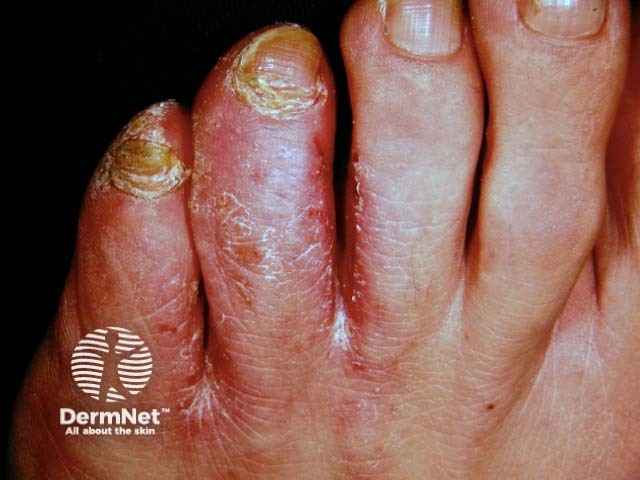 DermNet™
All about the skin